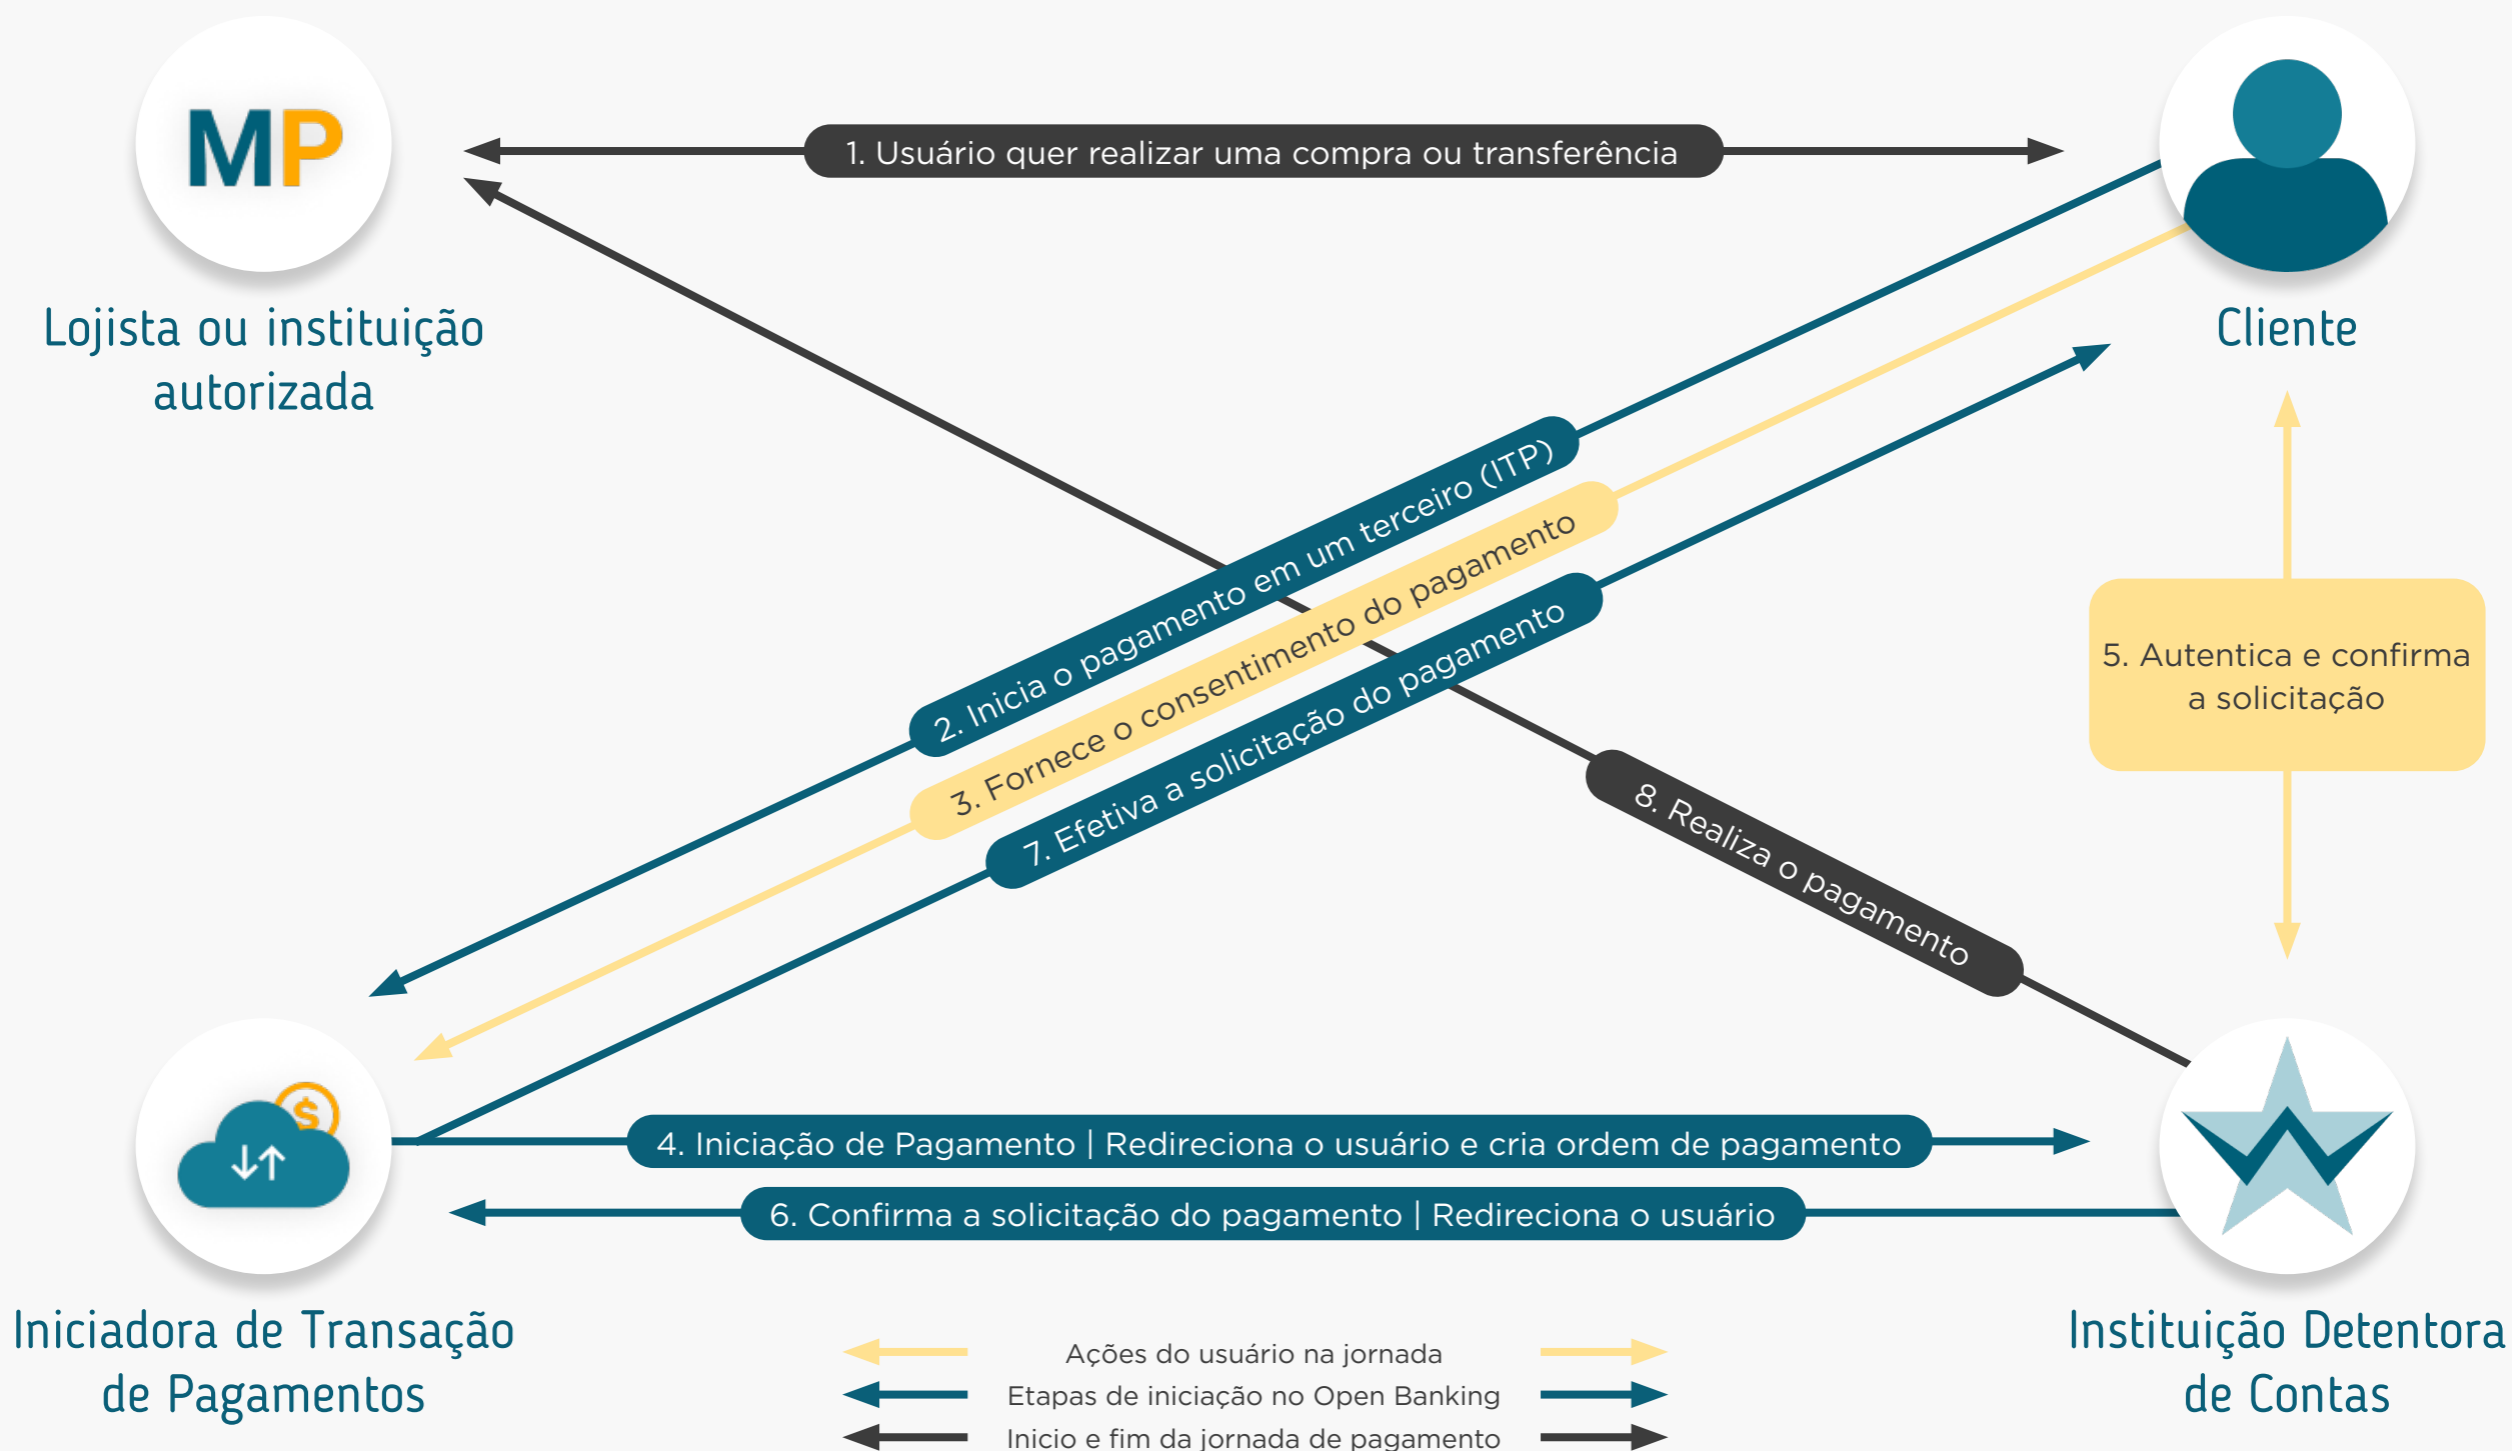 MP
Lojista ou instituição
autorizada
1. Usuário quer realizar uma compra ou transferência
Cliente
2. Inicia o pagamento em um terceiro (ITP)
3. Fornece o consentimento do pagamento
7. Efetiva a solicitação do pagamento
5. Autentica e confirma
a solicitação
8. Realiza o pagamento
$
4. Iniciação de Pagamento | Redireciona o usuário e cria ordem de pagamento
6. Confirma a solicitação do pagamento | Redireciona o usuário
Iniciadora de Transação
de Pagamentos
Instituição Detentora
de Contas
Ações do usuário na jornada
Etapas de iniciação no Open Banking
Inicio e fim da jornada de pagamento